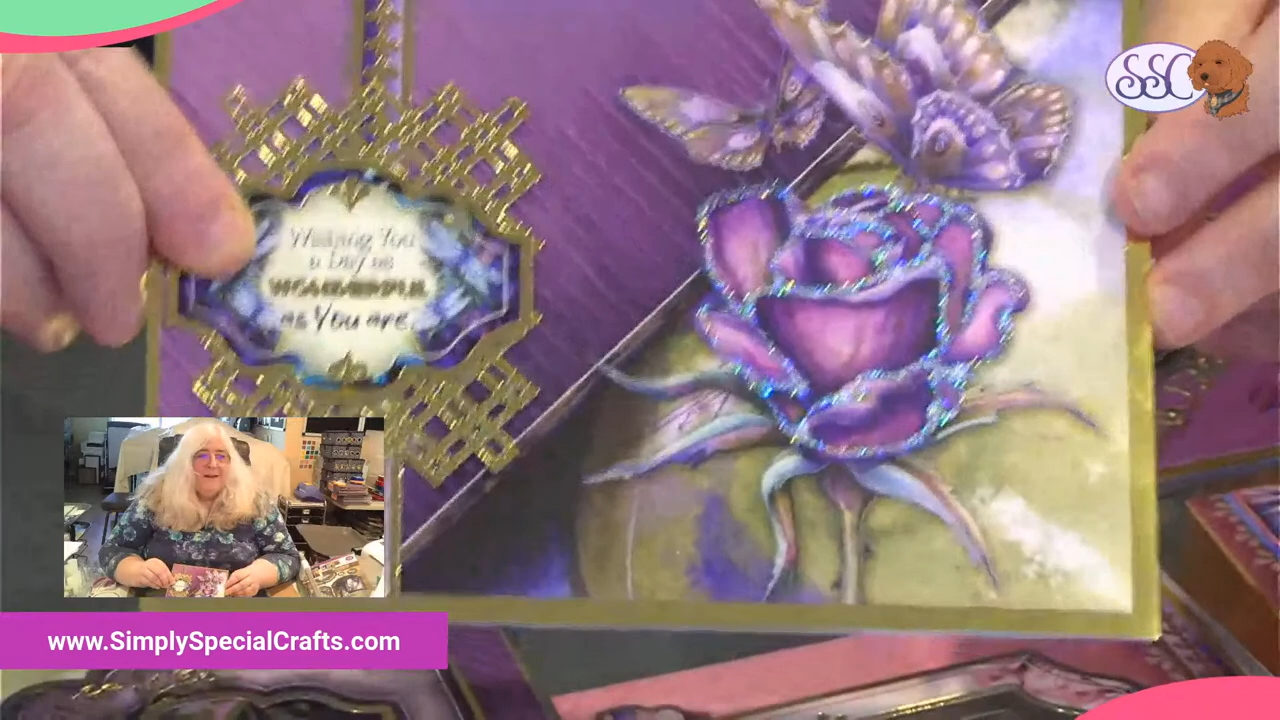 SSC
Wishing You
a Day as
WONDERFUL
as You are.
www.SimplySpecialCrafts.com